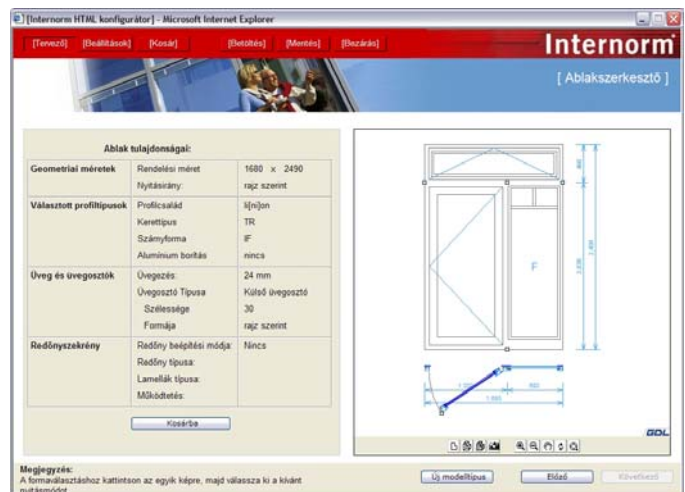 [Internorm HTML konfigurátor] - Microsoft Internet Explorer
[Tervező] [Beállítások] [Kosár] [Betöltés] [Mentés] [Bezárás]
Internorm
[ Ablakszerkesztő ]
Ablak tulajdonságai:
Geometriai méretek Rendelési méret 1680 x 2490
Nyitásirány: rajz szerint
Választott profiltípusok Profilcsalád li[ni]on
Kerettípus TR
Szárnyforma IF
Alumínium borítás nincs
Üveg és üvegosztók Üvegezés: 24 mm
Üvegosztó Típusa Külső üvegosztó
Szélessége 30
Formája rajz szerint
Redőnyszekrény Redőny beépítési módja: Nincs
Redőny típusa:
Lamellák típusa:
Működtetés:
Kosárba
F
GDL
Megjegyzés:
A formaválasztáshoz kattintson az egyik képre, majd válassza ki a kívánt
nyitásmódot
Új modelltípus Előző Következő